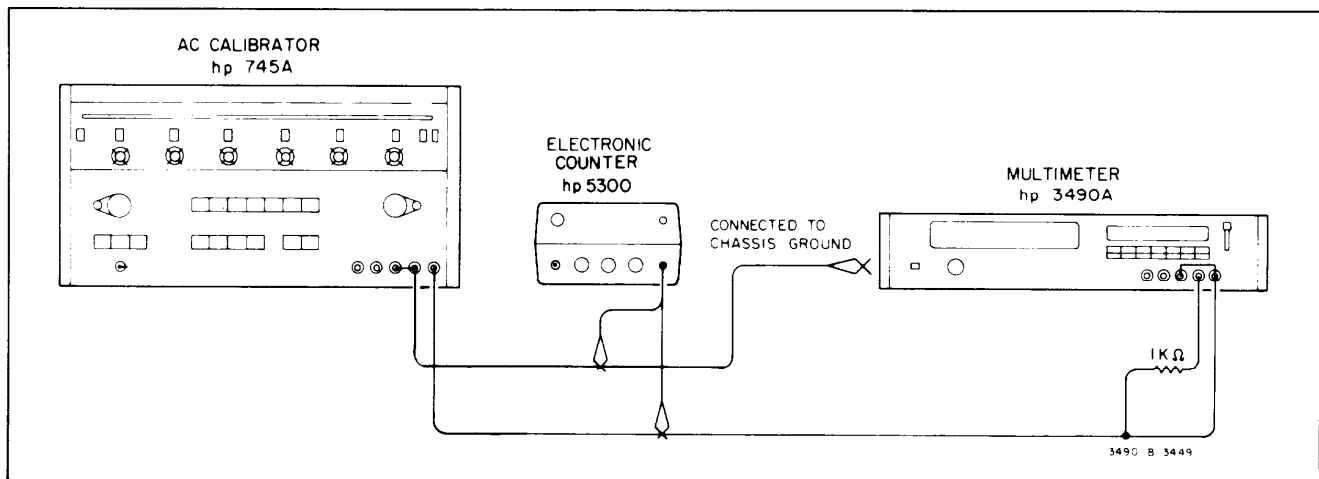 AC CALIBRATOR
hp 745A
ELECTRONIC
COUNTER
hp 5300
CONNECTED TO
CHASSIS GROUND
MULTIMETER
hp 3490A
1KΩ
3490 B 3449